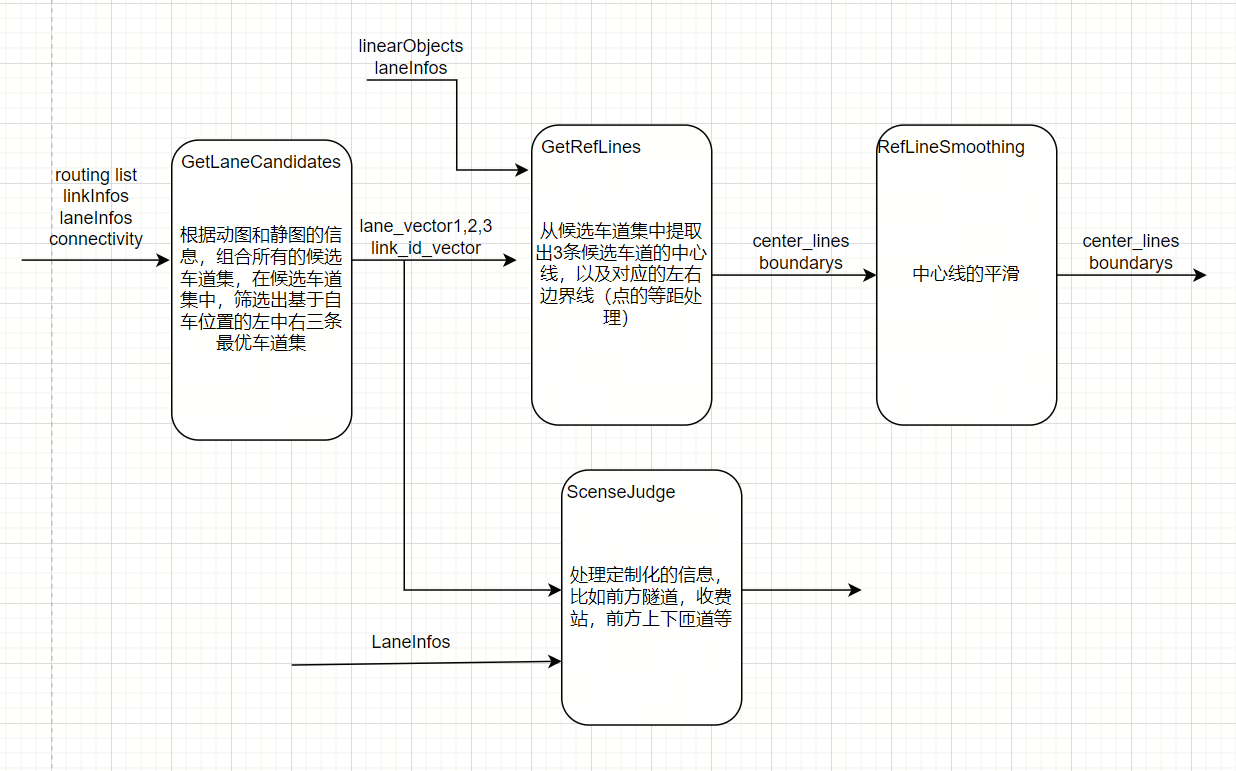 linearObjects
laneInfos
routing list
linkInfos
laneInfos
connectivity
GetLaneCandidates
根据动图和静图的信
息，组合所有的候选
车道集，在候选车道
集中，筛选出基于自
车位置的左中右三条
最优车道集
lane_vector1,2,3
link_id_vector
GetRefLines
从候选车道集中提取
出3条候选车道的中心
线，以及对应的左右
边界线（点的等距处
理）
center_lines
boundarys
RefLineSmoothing
中心线的平滑
center_lines
boundarys
ScenseJudge
处理定制化的信息，
比如前方隧道，收费
站，前方上下匝道等
LaneInfos